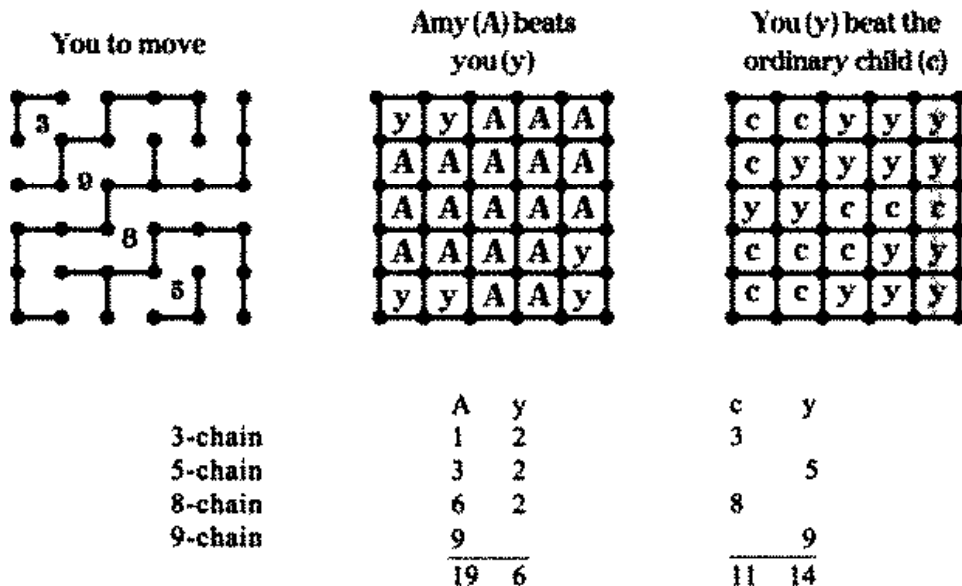 You to move
Amy (A) beats
you (y)
You (y) beat the
ordinary child (c)
3
9
8
5
y y A A A
A A A A A
A A A A A
A A A A y
y y A A y
c c y y y
c y y y y
y y c c c
c c c y y
c c y y y
A y c y
3-chain 1 2 3
5-chain 3 2 5
8-chain 6 2 8
9-chain 9 9
19 6 11 14